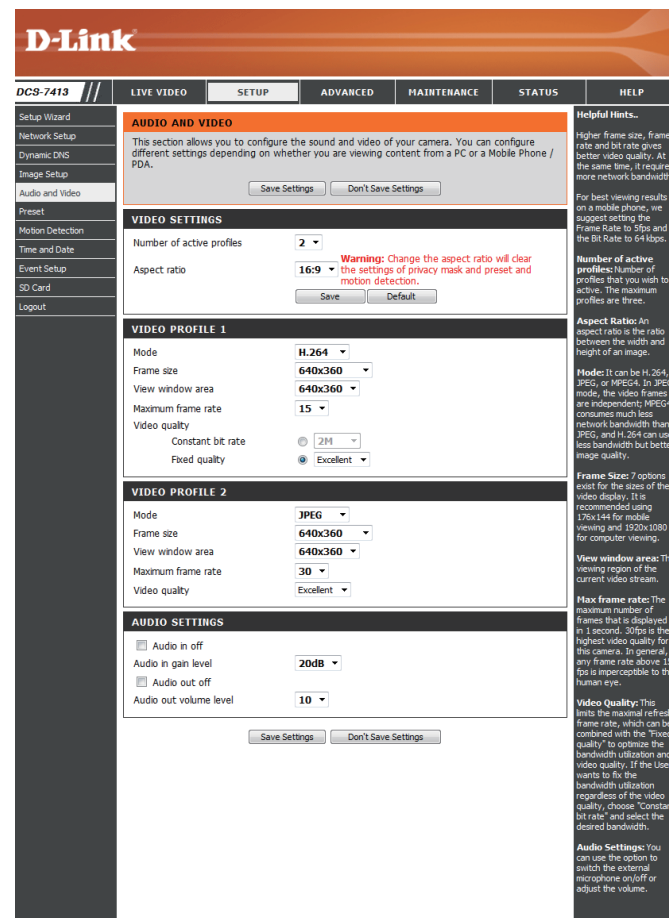 D-Link
DCS-7413
LIVE VIDEO
SETUP
ADVANCED
MAINTENANCE
STATUS
HELP
Setup Wizard
Network Setup
Dynamic DNS
Image Setup
Audio and Video
Preset
Motion Detection
Time and Date
Event Setup
SD Card
Logout
AUDIO AND VIDEO
This section allows you to configure the sound and video of your camera. You can configure
different settings depending on whether you are viewing content from a PC or a Mobile Phone /
PDA.
Save Settings Don't Save Settings
VIDEO SETTINGS
Number of active profiles 2
Aspect ratio 16:9
Warning: Change the aspect ratio will clear
the settings of privacy mask and preset and
motion detection.
Save Default
VIDEO PROFILE 1
Mode H.264
Frame size 640x360
View window area 640x360
Maximum frame rate 15
Video quality
Constant bit rate 2M
Fixed quality Excellent
VIDEO PROFILE 2
Mode JPEG
Frame size 640x360
View window area 640x360
Maximum frame rate 30
Video quality Excellent
AUDIO SETTINGS
Audio in off
Audio in gain level 20dB
Audio out off
Audio out volume level 10
Save Settings Don't Save Settings
Helpful Hints..
Higher frame size, frame
rate and bit rate gives
better video quality. At
the same time, it require
more network bandwidth
For best viewing results
on a mobile phone, we
suggest setting the
Frame Rate to 5fps and
the Bit Rate to 64 kbps.
Number of active
profiles: Number of
profiles that you wish to
active. The maximum
profiles are three.
Aspect Ratio: An
aspect ratio is the ratio
between the width and
height of an image.
Mode: It can be H.264,
JPEG, or MPEG4. In JPE
mode, the video frames
are independent; MPEG4
consumes much less
network bandwidth than
JPEG, and H.264 can use
less bandwidth but bette
image quality.
Frame Size: 7 options
exist for the sizes of the
video display. It is
recommended using
176x144 for mobile
viewing and 1920x1080
for computer viewing.
View window area: Th
viewing region of the
current video stream.
Max frame rate: The
maximum number of
frames that is displayed
in 1 second. 30fps is the
highest video quality for
this camera. In general,
any frame rate above 15
fps is imperceptible to th
human eye.
Video Quality: This
limits the maximal refresh
frame rate, which can be
combined with the "Fixed
quality" to optimize the
bandwidth utilization and
video quality. If the Use
wants to fix the
bandwidth utilization
regardless of the video
quality, choose "Constan
bit rate" and select the
desired bandwidth.
Audio Settings: You
can use the option to
switch the external
microphone on/off or
adjust the volume.